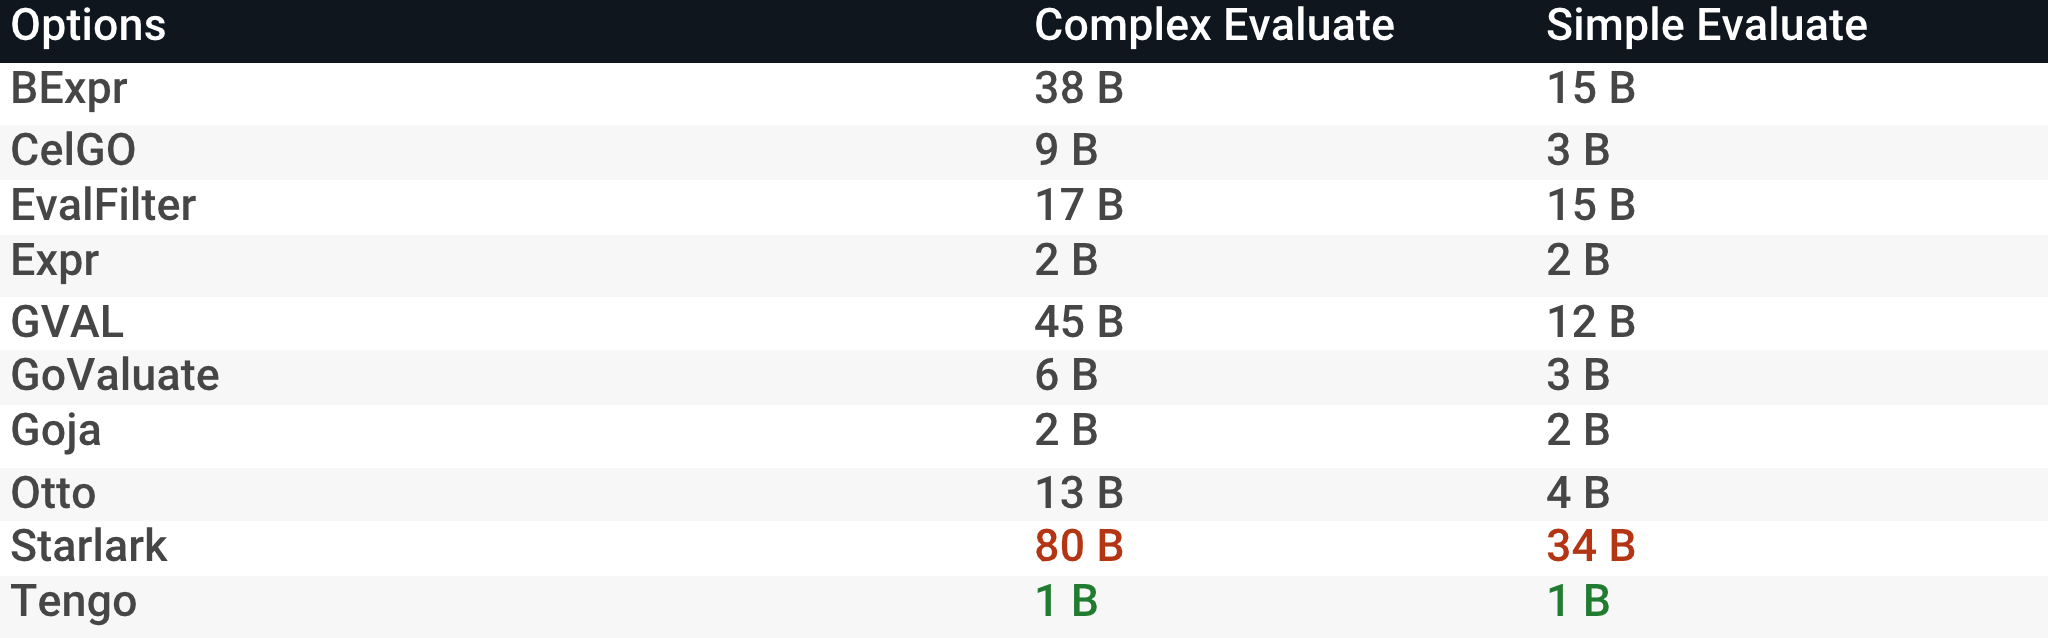 Options Complex Evaluate Simple Evaluate
BExpr 38 B 15 B
CelGO 9 B 3 B
EvalFilter 17 B 15 B
Expr 2 B 2 B
GVAL 45 B 12 B
GoValuate 6 B 3 B
Goja 2 B 2 B
Otto 13 B 4 B
Starlark 80 B 34 B
Tengo 1 B 1 B